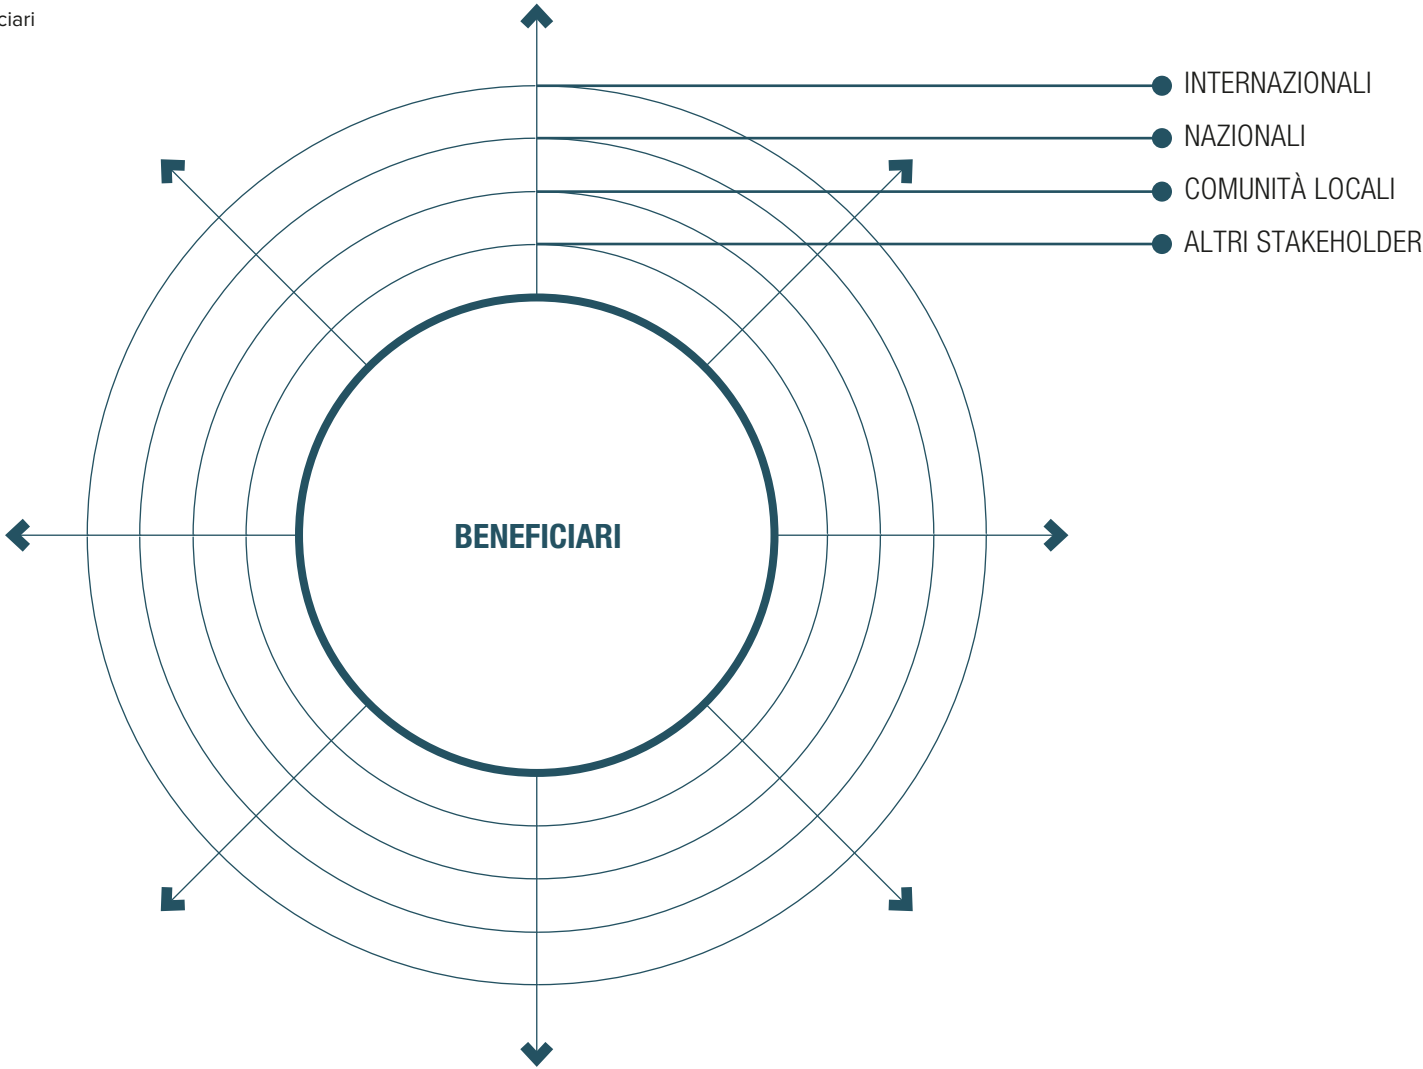 ciari
INTERNAZIONALI
NAZIONALI
COMUNITÀ LOCALI
ALTRI STAKEHOLDER
BENEFICIARI